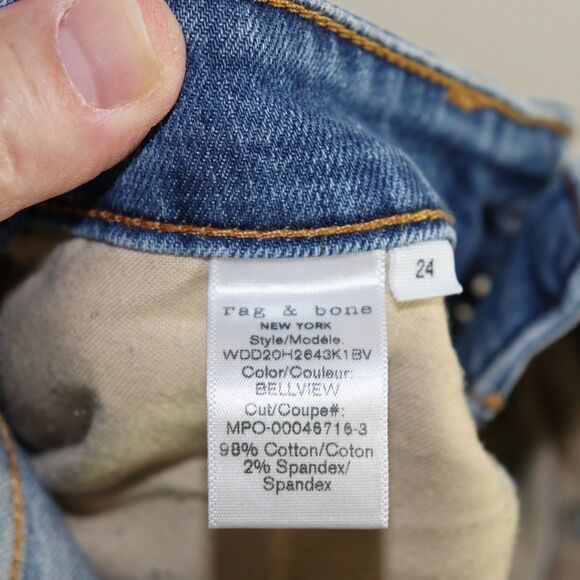 rag & bone
NEW YORK
Style/Modéle.
WDD20H2643K1BV
Color/Couleur:
BELLVIEW
Cut/Coupe#:
MPO-00046716-3
98% Cotton/Coton
2% Spandex/
Spandex
24